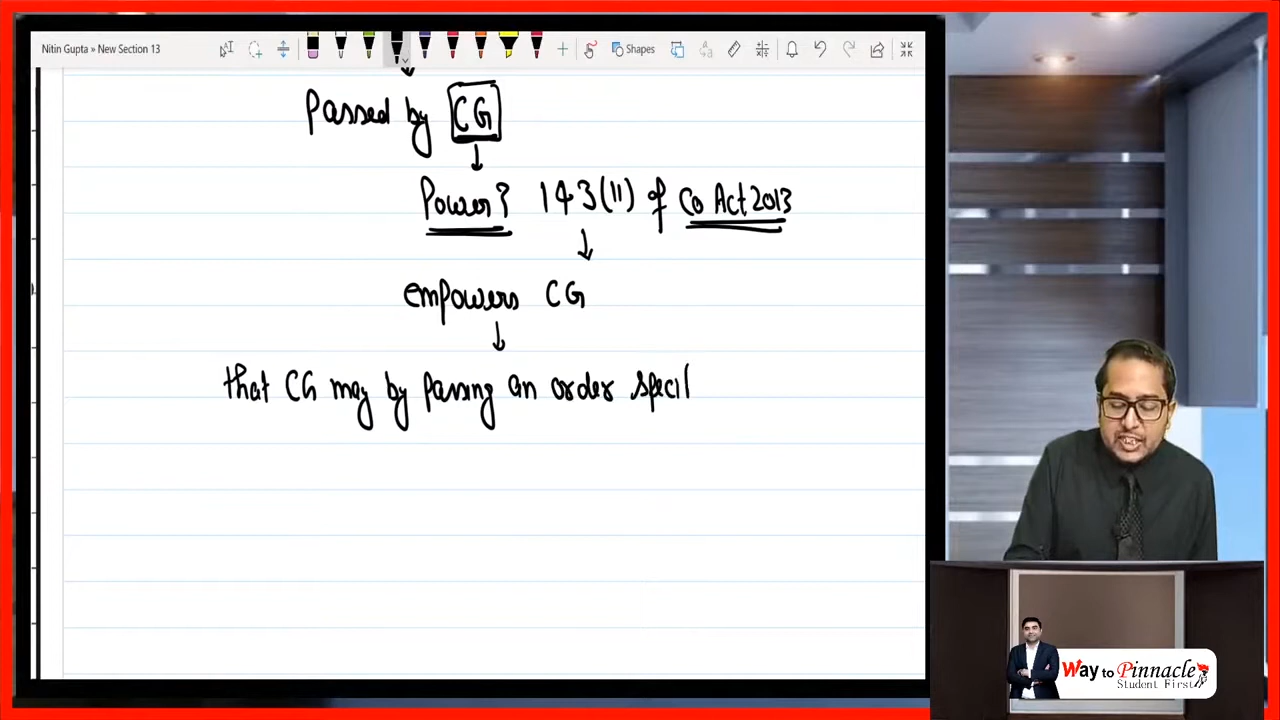 Nitin Gupta » New Section 13
Shapes
Passed by CG
Power? 143(11) of Co Act 2013
empowers CG
that CG may by passing an order speci
Way to Pinnacle
Student First